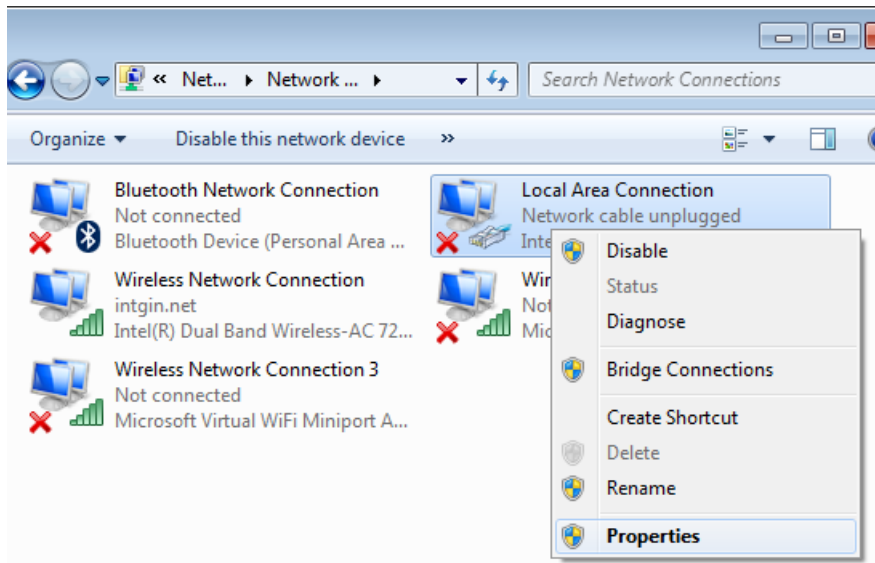 « Net... Network ...
Search Network Connections
Organize Disable this network device »
Bluetooth Network Connection
Not connected
Bluetooth Device (Personal Area ...
Local Area Connection
Network cable unplugged
Inte
Wireless Network Connection
intgin.net
Intel(R) Dual Band Wireless-AC 72...
Wir
Not
Mic
Wireless Network Connection 3
Not connected
Microsoft Virtual WiFi Miniport A...
Disable
Status
Diagnose
Bridge Connections
Create Shortcut
Delete
Rename
Properties